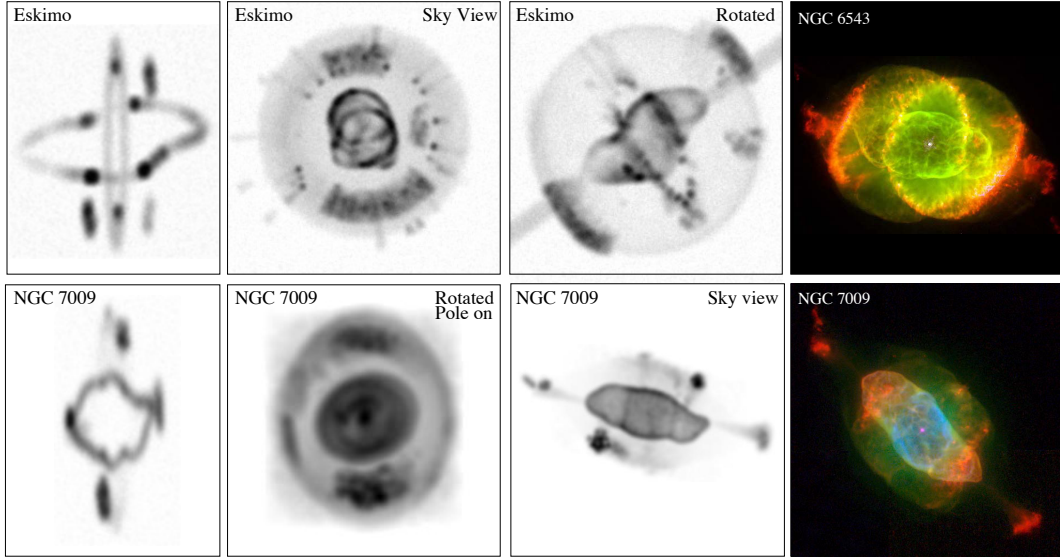 Eskimo
Eskimo Sky View
Eskimo Rotated
NGC 6543
NGC 7009
NGC 7009 Rotated
Pole on
NGC 7009 Sky view
NGC 7009